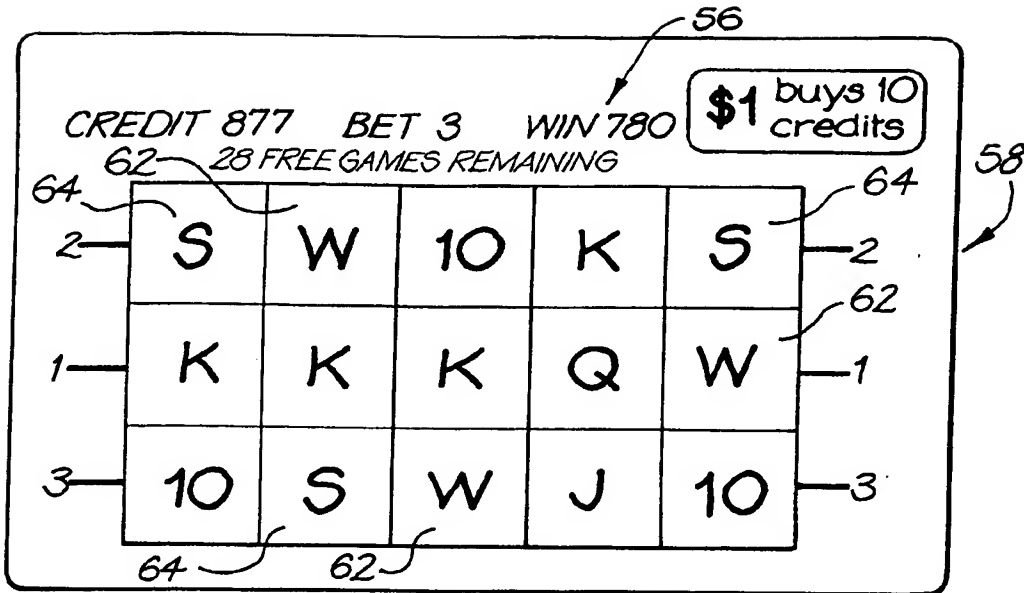 56
$1 buys 10 credits
CREDIT 877 BET 3 WIN 780
62 28 FREE GAMES REMAINING
58
64 64
2 S W 10 K S 2
62
1 K K K Q W 1
3 10 S W J 10 3
64 62